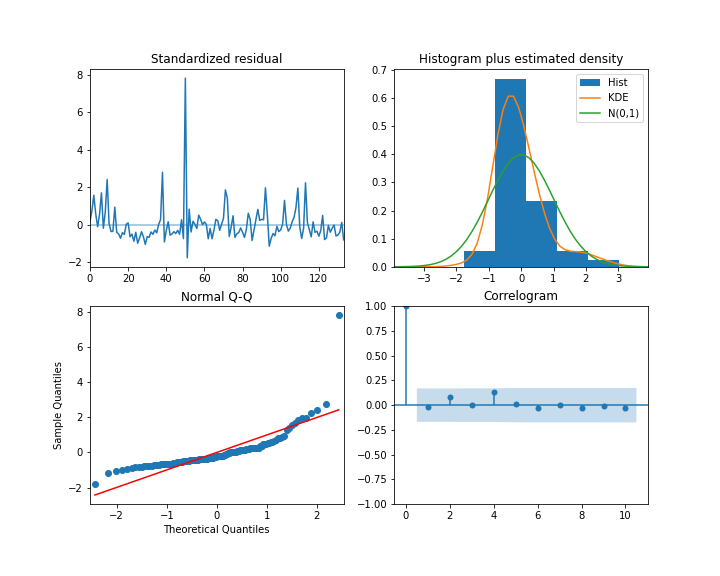 Standardized residual
8
6
4
2
0
−2
0 20 40 60 80 100 120
Histogram plus estimated density
0.7
0.6
0.5
0.4
0.3
0.2
0.1
0.0
Hist
KDE
N(0,1)
−3 −2 −1 0 1 2 3
Normal Q-Q
8
6
4
2
0
−2
Sample Quantiles
−2 −1 0 1 2
Theoretical Quantiles
Correlogram
1.00
0.75
0.50
0.25
0.00
−0.25
−0.50
−0.75
−1.00
0 2 4 6 8 10